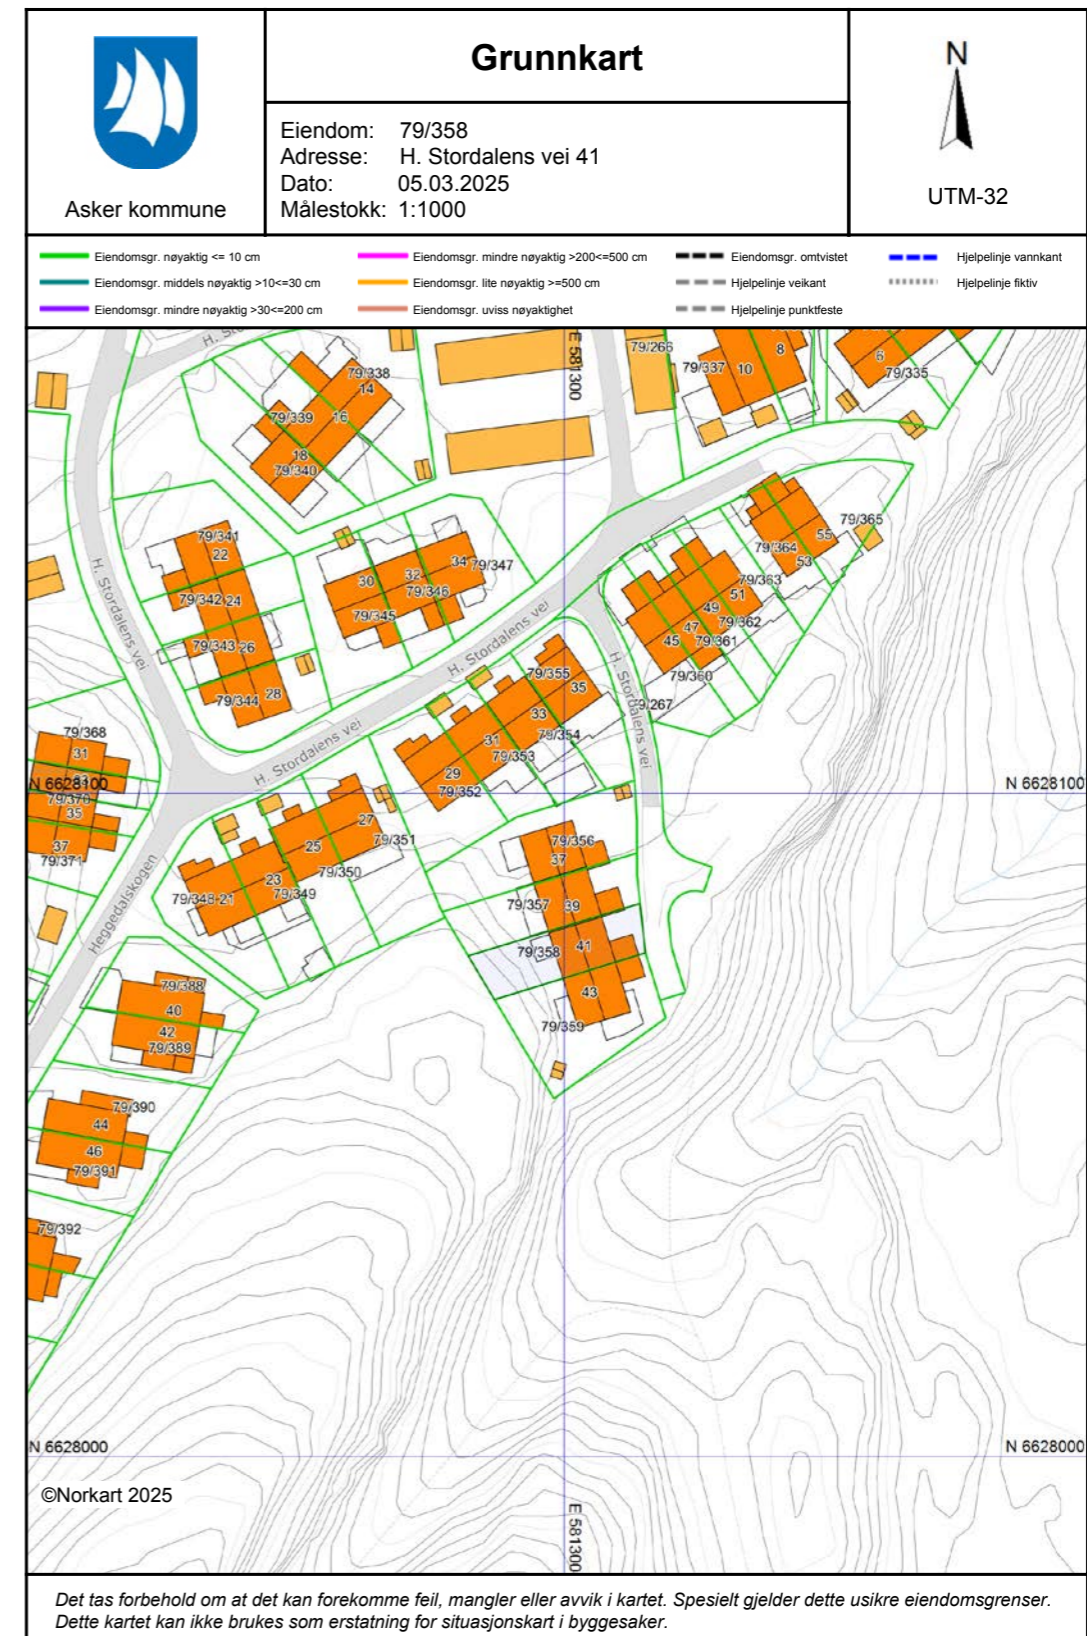 Grunnkart
N
Eiendom: 79/358
Adresse: H. Stordalens vei 41
Dato: 05.03.2025
Målestokk: 1:1000
Asker kommune
UTM-32
Eiendomsgr. nøyaktig <= 10 cm
Eiendomsgr. mindre nøyaktig >200<=500 cm
Eiendomsgr. omtvistet
Hjelpelinje vannkant
Eiendomsgr. middels nøyaktig >10<=30 cm
Eiendomsgr. lite nøyaktig >=500 cm
Hjelpelinje veikant
Hjelpelinje fiktiv
Eiendomsgr. mindre nøyaktig >30<=200 cm
Eiendomsgr. uviss nøyaktighet
Hjelpelinje punktfeste
E 581300
79/266
79/337
10
8
6
79/335
79/338
14
79/339
16
18
79/340
79/341
22
79/342 24
79/343 26
79/344
28
30
32
34
79/347
79/346
79/345
79/365
55
79/364
53
79/363
51
49
79/362
47
79/361
45
79/360
79/267
H. Stordalens vei
H. Stordalens vei
H. Stordalens vei
H. Stordalens vei
79/355
35
33
79/354
31
79/353
29
79/352
79/368
31
N 6628100
N 6628100
79/370
35
37
79/371
27
79/351
25
79/350
23
79/349
79/348 21
Heggedalskogen
79/356
37
79/357
39
79/358
41
43
79/359
79/388
40
42
79/389
79/390
44
46
79/391
79/392
N 6628000
N 6628000
©Norkart 2025
E 581300
Det tas forbehold om at det kan forekomme feil, mangler eller avvik i kartet. Spesielt gjelder dette usikre eiendomsgrenser.
Dette kartet kan ikke brukes som erstatning for situasjonskart i byggesaker.